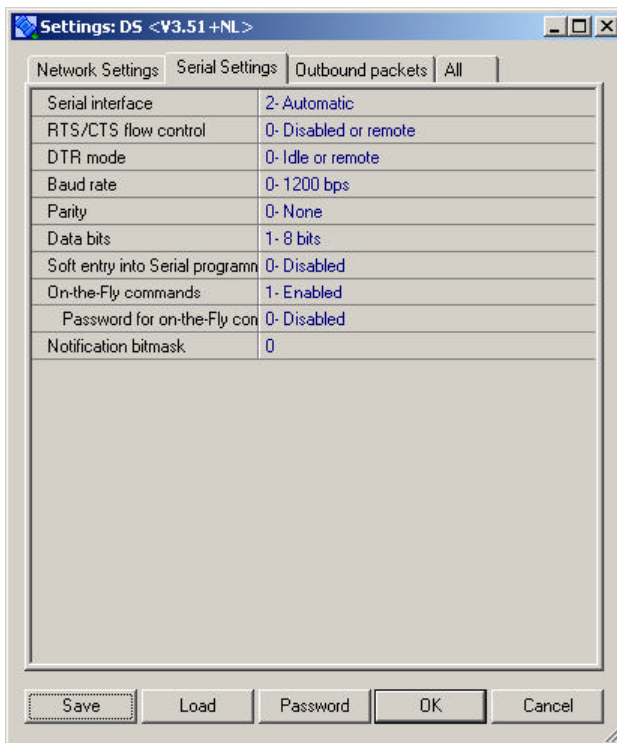 Settings: DS <V3.51+NL>
Network Settings Serial Settings Outbound packets All
Serial interface 2- Automatic
RTS/CTS flow control 0- Disabled or remote
DTR mode 0- Idle or remote
Baud rate 0- 1200 bps
Parity 0- None
Data bits 1- 8 bits
Soft entry into Serial programn 0- Disabled
On-the-Fly commands 1- Enabled
Password for on-the-Fly con 0- Disabled
Notification bitmask 0
Save Load Password OK Cancel